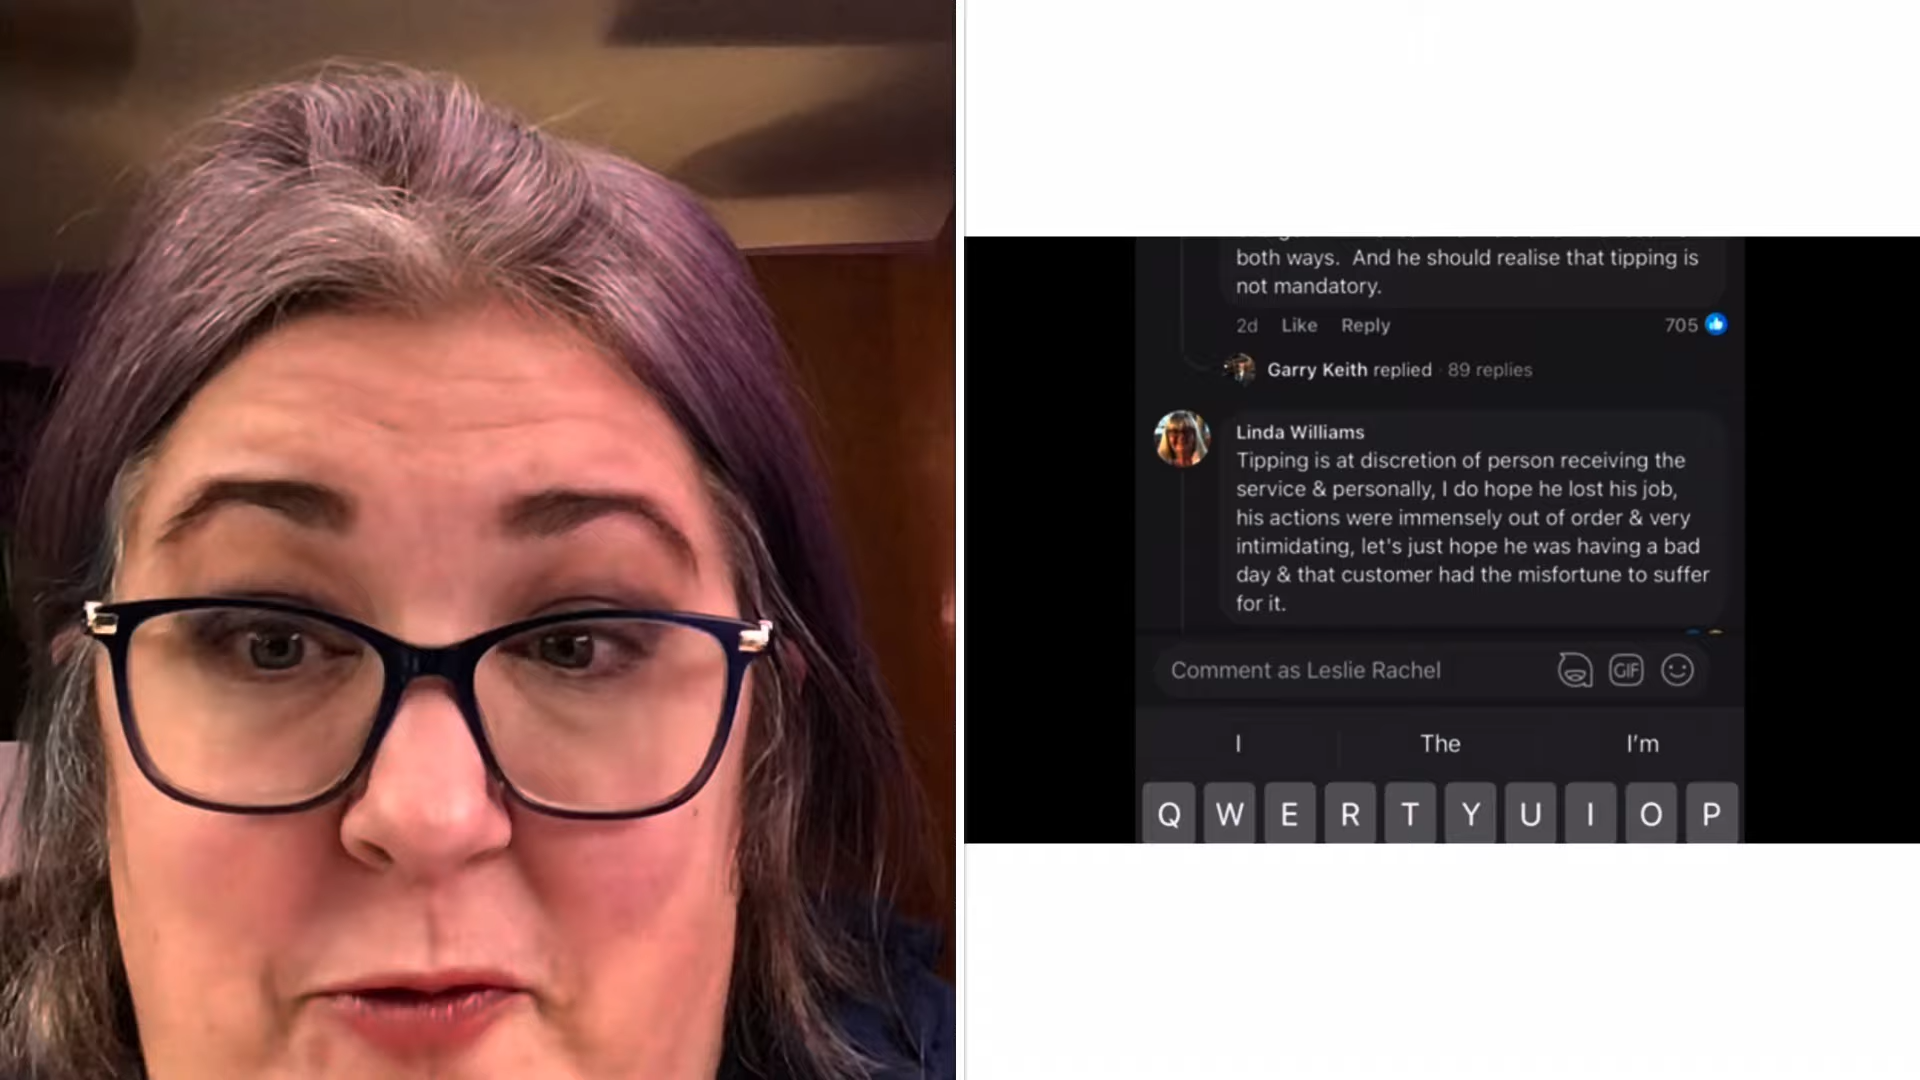 both ways.  And he should realise that tipping is
not mandatory.
2d Like Reply 705
Garry Keith replied · 89 replies
Linda Williams
Tipping is at discretion of person receiving the
service & personally, I do hope he lost his job,
his actions were immensely out of order & very
intimidating, let's just hope he was having a bad
day & that customer had the misfortune to suffer
for it.
Comment as Leslie Rachel GIF
I The I'm
Q W E R T Y U I O P